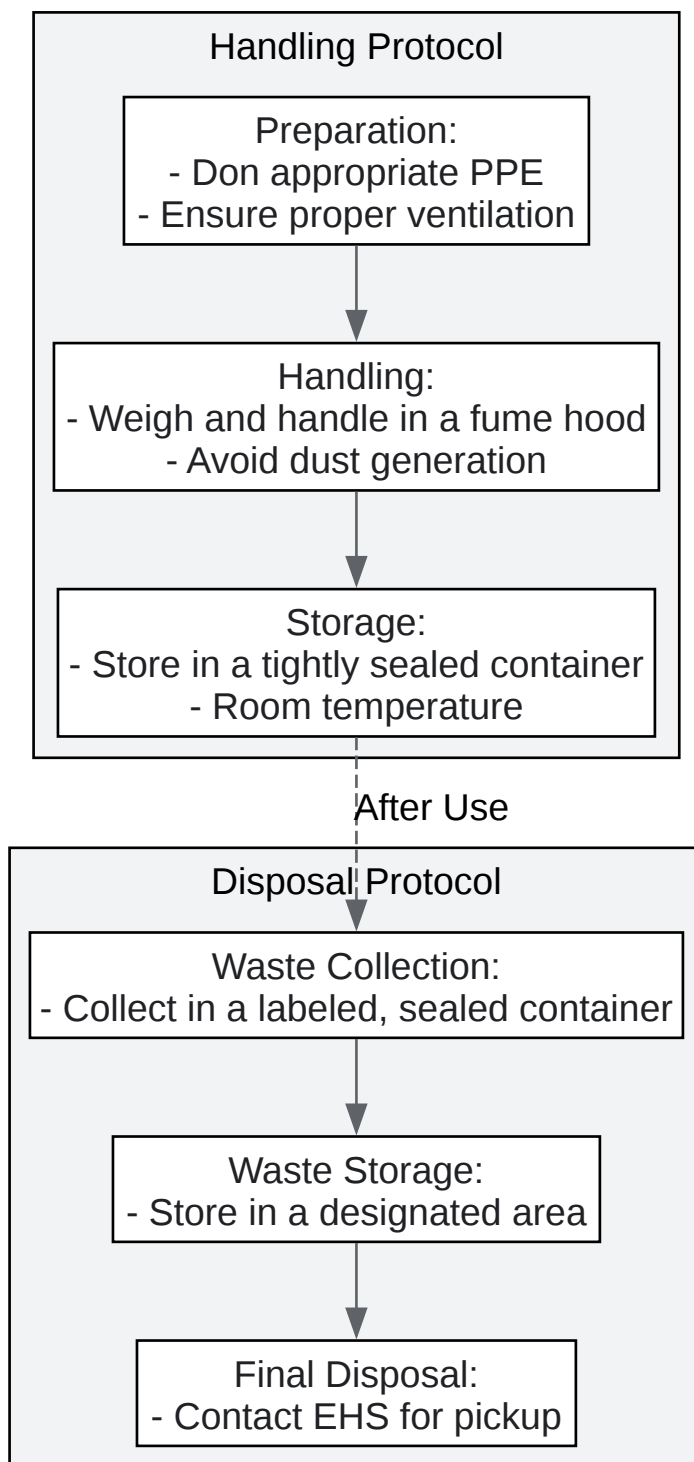 Handling Protocol
Preparation:
- Don appropriate PPE
- Ensure proper ventilation
Handling:
- Weigh and handle in a fume hood
- Avoid dust generation
Storage:
- Store in a tightly sealed container
- Room temperature
After Use
Disposal Protocol
Waste Collection:
- Collect in a labeled, sealed container
Waste Storage:
- Store in a designated area
Final Disposal:
- Contact EHS for pickup